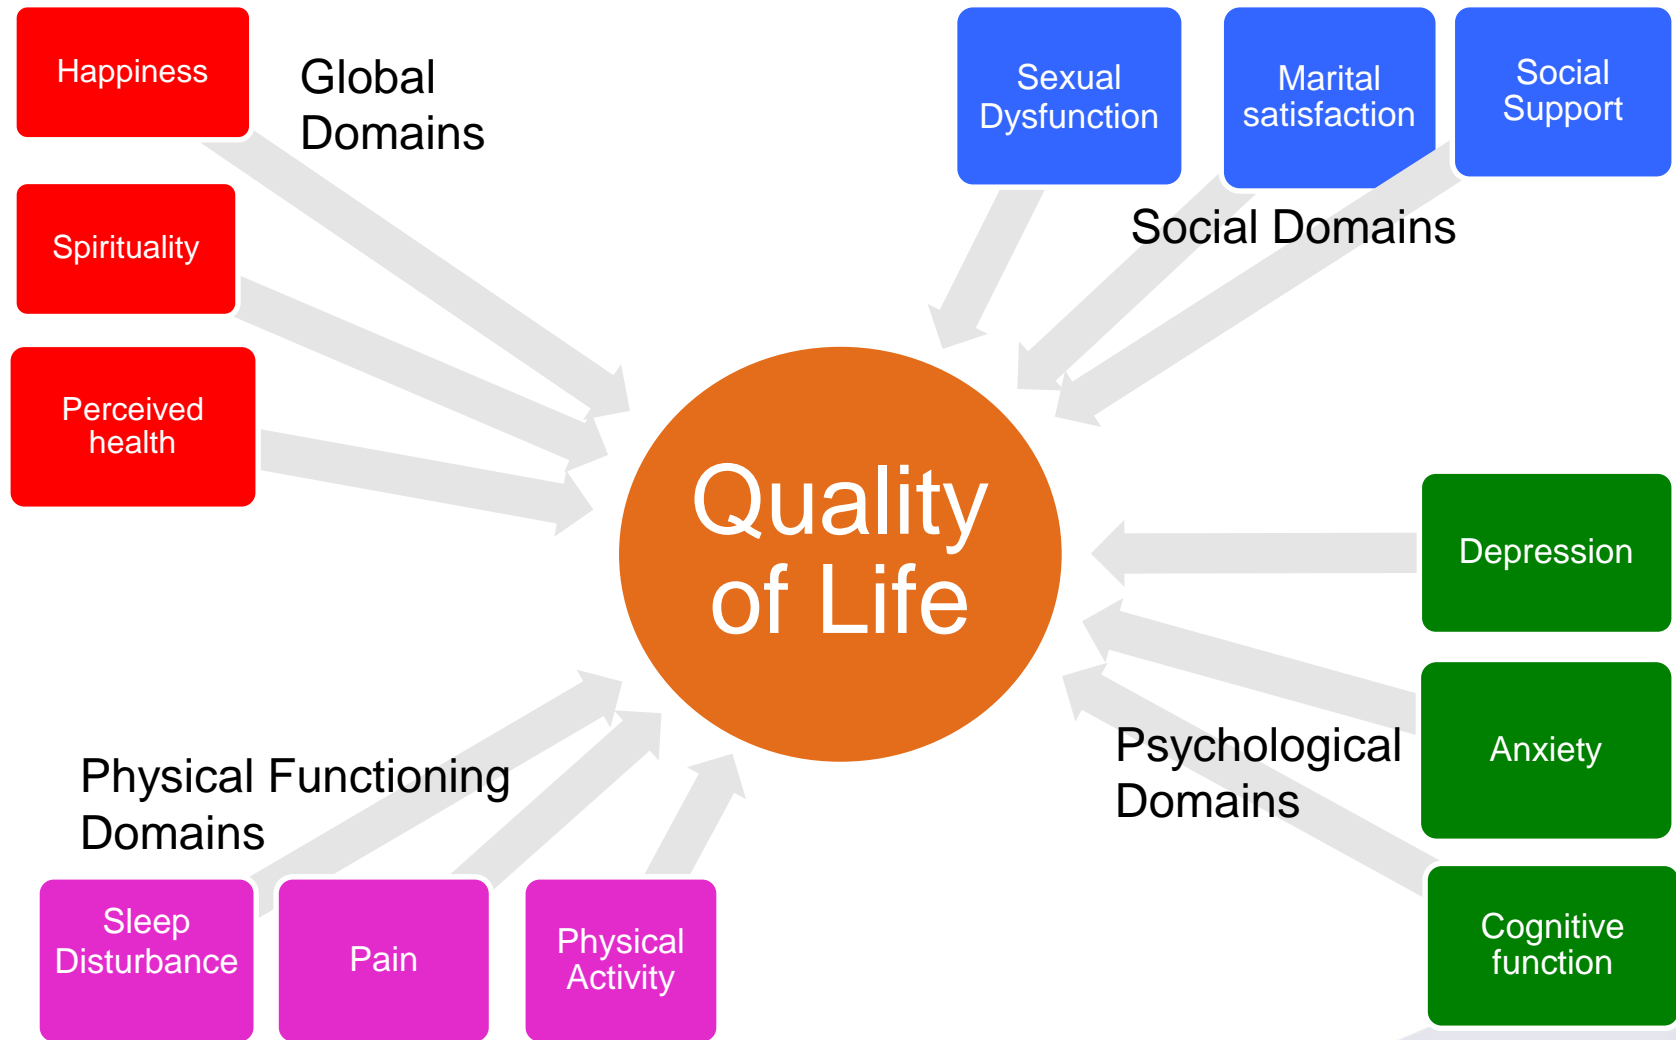 Happiness
Global
Domains
Spirituality
Perceived
health
Sexual
Dysfunction
Marital
satisfaction
Social
Support
Social Domains
Quality
of Life
Depression
Anxiety
Cognitive
function
Psychological
Domains
Physical Functioning
Domains
Sleep
Disturbance
Pain
Physical
Activity